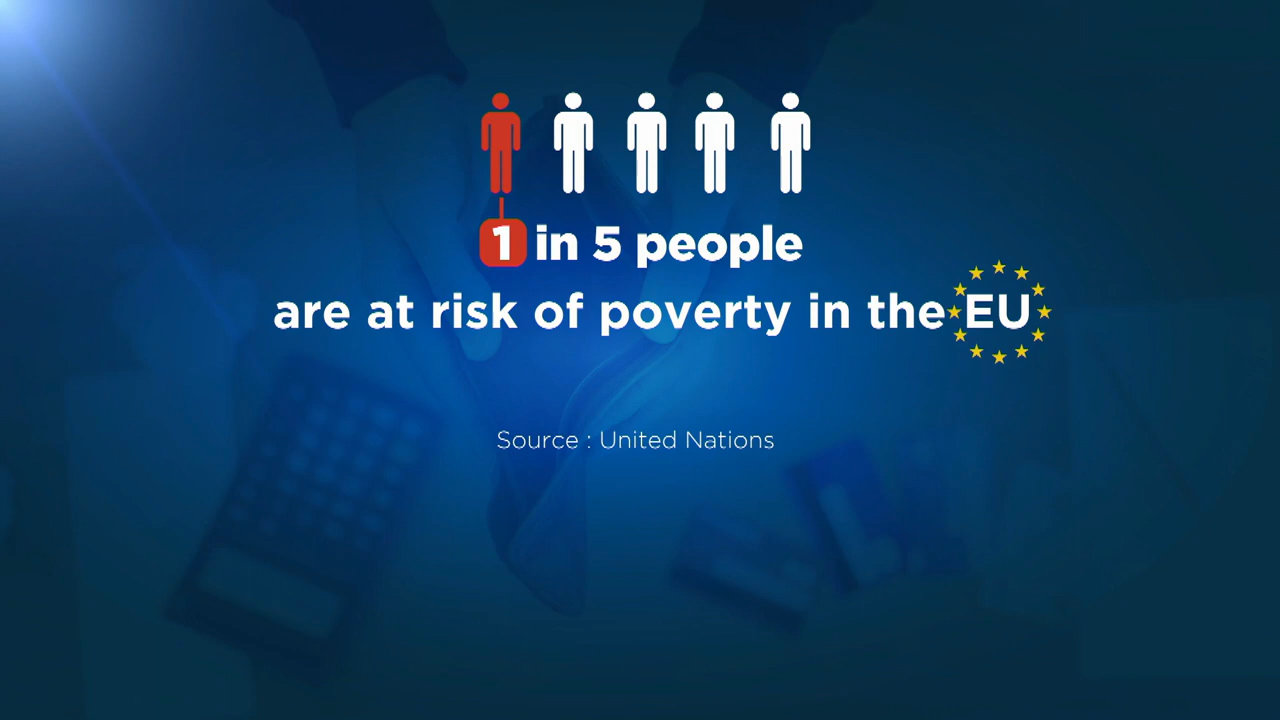 1 in 5 people
are at risk of poverty in the EU
Source : United Nations